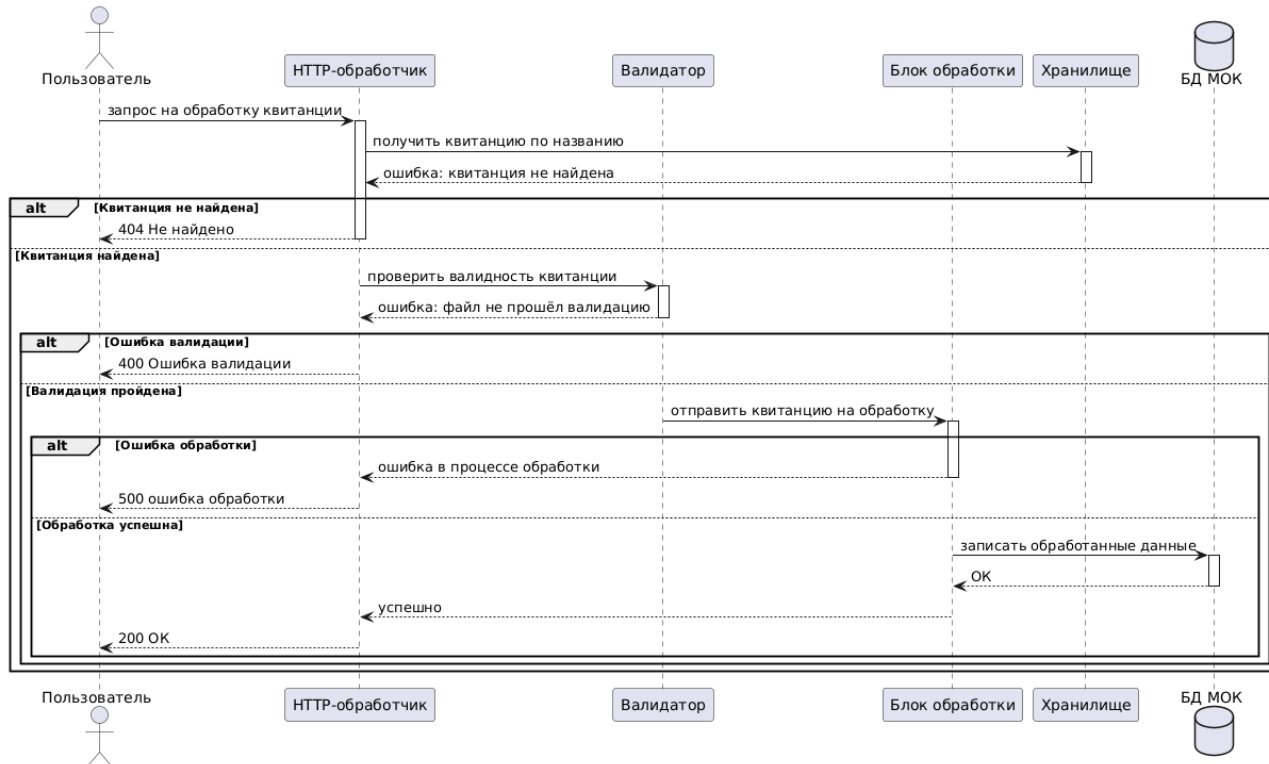 Пользователь
HTTP-обработчик
Валидатор
Блок обработки
Хранилище
БД МОК
запрос на обработку квитанции
получить квитанцию по названию
ошибка: квитанция не найдена
alt [Квитанция не найдена]
404 Не найдено
[Квитанция найдена]
проверить валидность квитанции
ошибка: файл не прошёл валидацию
alt [Ошибка валидации]
400 Ошибка валидации
[Валидация пройдена]
отправить квитанцию на обработку
alt [Ошибка обработки]
ошибка в процессе обработки
500 ошибка обработки
[Обработка успешна]
записать обработанные данные
ОК
успешно
200 ОК
Пользователь
HTTP-обработчик
Валидатор
Блок обработки
Хранилище
БД МОК